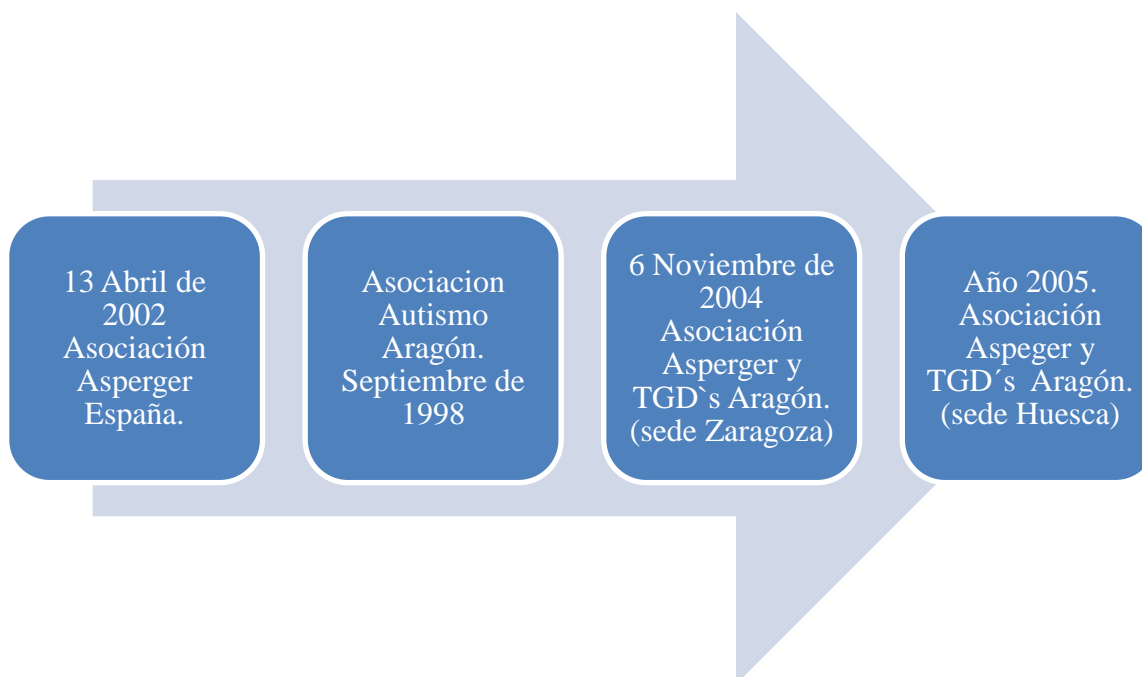 13 Abril de
2002
Asociación
Asperger
España.
Asociacion
Autismo
Aragón.
Septiembre de
1998
6 Noviembre de
2004
Asociación
Asperger y
TGD`s Aragón.
(sede Zaragoza)
Año 2005.
Asociación
Aspeger y
TGD´s  Aragón.
(sede Huesca)